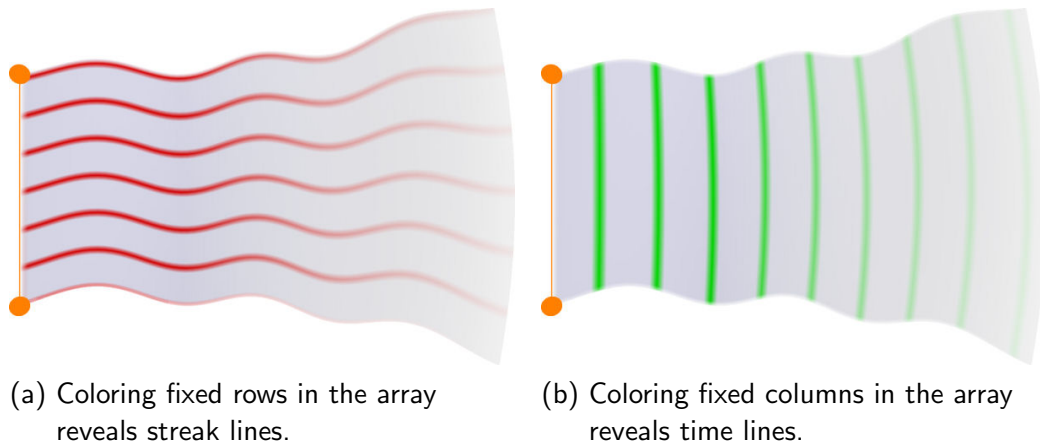 (a) Coloring fixed rows in the array
reveals streak lines.
(b) Coloring fixed columns in the array
reveals time lines.